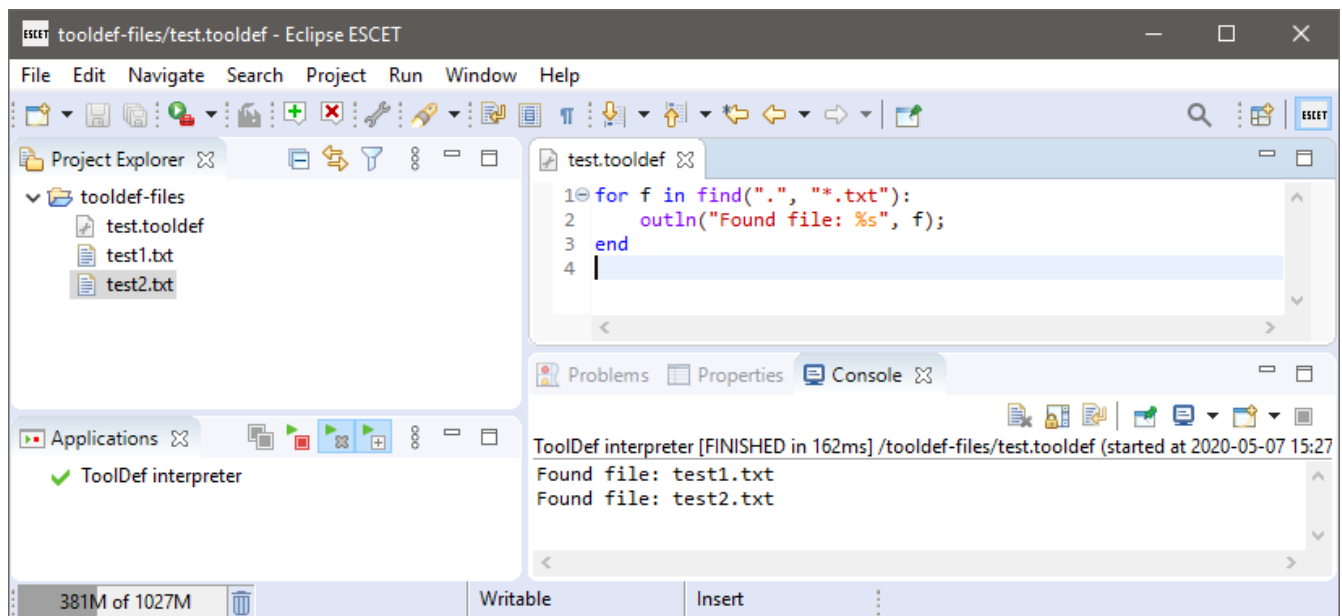 ESCET tooldef-files/test.tooldef - Eclipse ESCET
File Edit Navigate Search Project Run Window Help
ESCET
Project Explorer
tooldef-files
test.tooldef
test1.txt
test2.txt
test.tooldef
1 for f in find(".", "*.txt"):
2     outln("Found file: %s", f);
3 end
4
Problems Properties Console
ToolDef interpreter [FINISHED in 162ms] /tooldef-files/test.tooldef (started at 2020-05-07 15:27
Found file: test1.txt
Found file: test2.txt
Applications
ToolDef interpreter
381M of 1027M Writable Insert